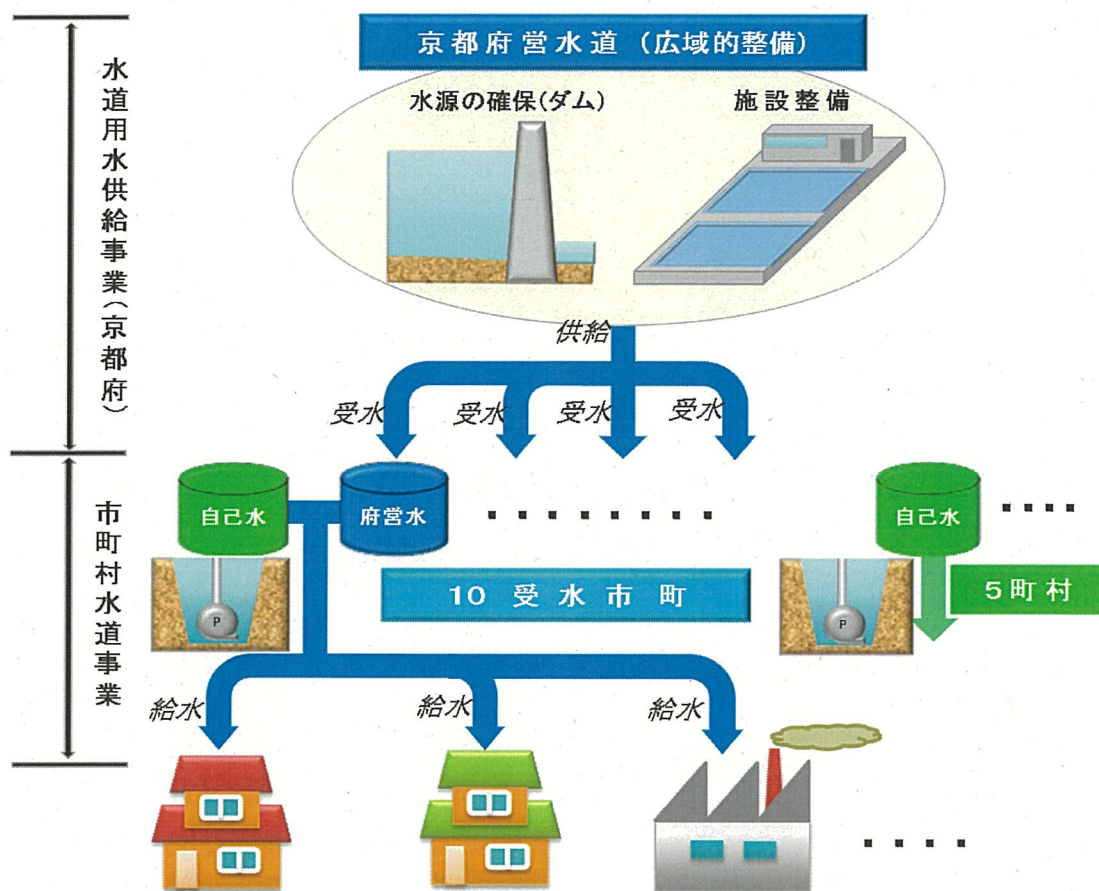 京都府営水道（広域的整備）
水源の確保(ダム)
施設整備
水道用水供給事業（京都府）
供給
受水
受水
受水
受水
市町村水道事業
自己水
府営水
自己水
P
10 受水市町
P
5町村
給水
給水
給水